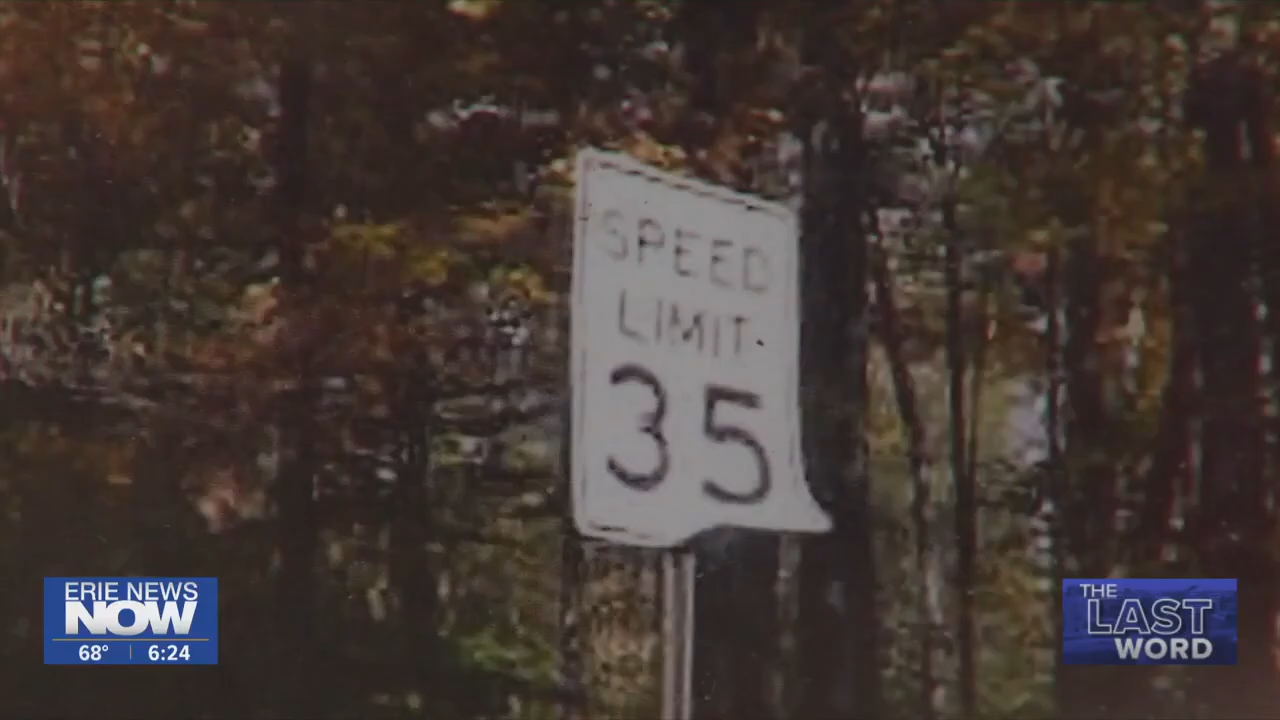 SPEED
LIMIT
35
ERIE NEWS
NOW
68° | 6:24
THE
LAST
WORD